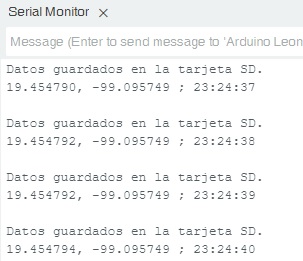 Serial Monitor ×
Message (Enter to send message to 'Arduino Leon
Datos guardados en la tarjeta SD.
19.454790, -99.095749 ; 23:24:37
Datos guardados en la tarjeta SD.
19.454792, -99.095749 ; 23:24:38
Datos guardados en la tarjeta SD.
19.454792, -99.095749 ; 23:24:39
Datos guardados en la tarjeta SD.
19.454794, -99.095749 ; 23:24:40